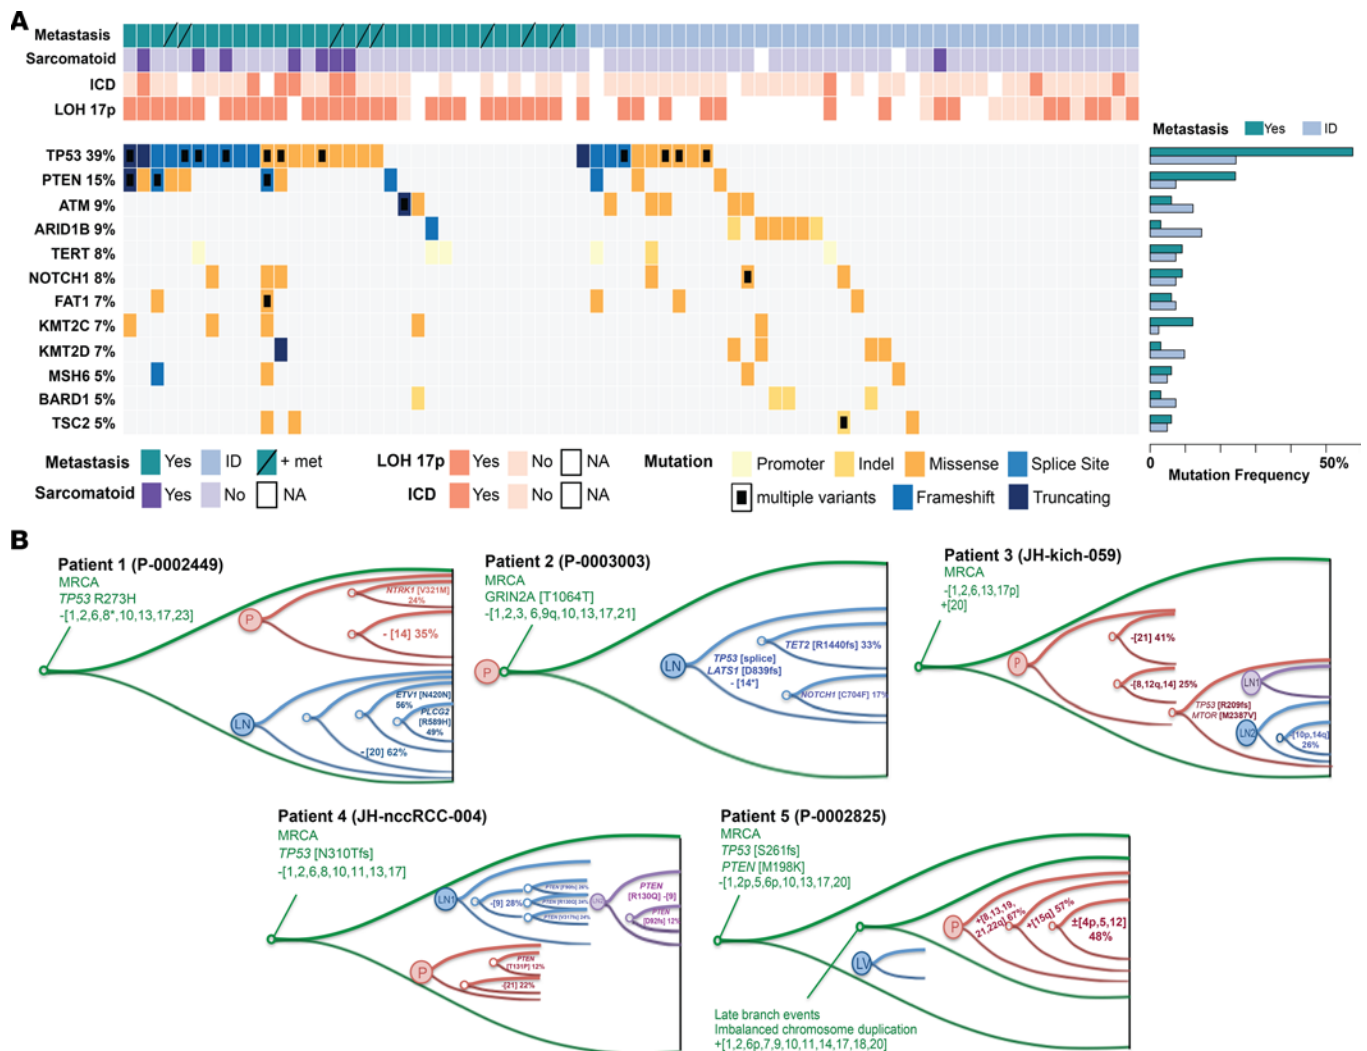 A
Metastasis
Sarcomatoid
ICD
LOH 17p
TP53 39%
PTEN 15%
ATM 9%
ARID1B 9%
TERT 8%
NOTCH1 8%
FAT1 7%
KMT2C 7%
KMT2D 7%
MSH6 5%
BARD1 5%
TSC2 5%
Metastasis Yes ID
0 50%
Mutation Frequency
Metastasis Yes ID + met
Sarcomatoid Yes No NA
LOH 17p Yes No NA
ICD Yes No NA
Mutation Promoter Indel Missense Splice Site
multiple variants Frameshift Truncating
B
Patient 1 (P-0002449)
MRCA
TP53 R273H
-[1,2,6,8*,10,13,17,23]
P
NTRK1 [V321M]
24%
- [14] 35%
LN
ETV1 [N420N]
56%
PLCG2
[R589H]
49%
- [20] 62%
Patient 2 (P-0003003)
MRCA
GRIN2A [T1064T]
-[1,2,3, 6,9q,10,13,17,21]
P
LN
TP53 [splice]
LATS1 [D839fs]
- [14*]
TET2 [R1440fs] 33%
NOTCH1 [C704F] 17%
Patient 3 (JH-kich-059)
MRCA
-[1,2,6,13,17p]
+[20]
P
-[21] 41%
-[8,12q,14] 25%
TP53 [R209fs]
MTOR [M2387V]
LN1
LN2
-[10p,14q]
26%
Patient 4 (JH-nccRCC-004)
MRCA
TP53 [N310Tfs]
-[1,2,6,8,10,11,13,17]
LN1
-[9] 28%
PTEN
[R130Q] -[9]
PTEN
[D92fs] 12%
P
PTEN
[T131P] 12%
-[21] 22%
Patient 5 (P-0002825)
MRCA
TP53 [S261fs]
PTEN [M198K]
-[1,2p,5,6p,10,13,17,20]
P
+[8,13,19,
21,22q] 67%
+[15q] 57%
±[4p,5,12]
48%
LV
Late branch events
Imbalanced chromosome duplication
+[1,2,6p,7,9,10,11,14,17,18,20]